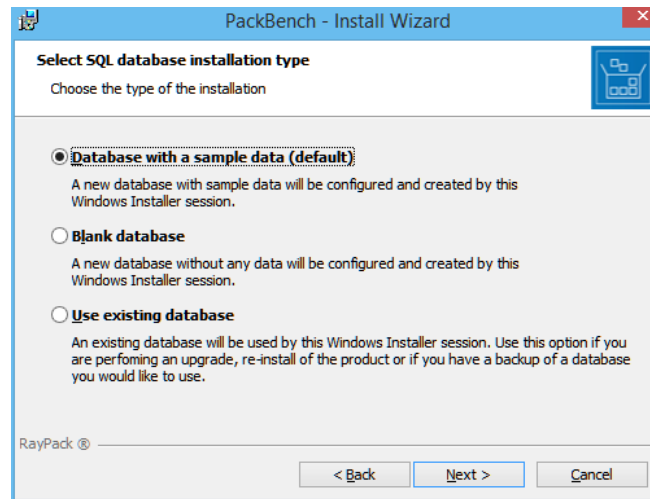 PackBench - Install Wizard
Select SQL database installation type
Choose the type of the installation
Database with a sample data (default)
A new database with sample data will be configured and created by this
Windows Installer session.
Blank database
A new database without any data will be configured and created by this
Windows Installer session.
Use existing database
An existing database will be used by this Windows Installer session. Use this option if you
are perfoming an upgrade, re-install of the product or if you have a backup of a database
you would like to use.
RayPack ®
< Back Next > Cancel